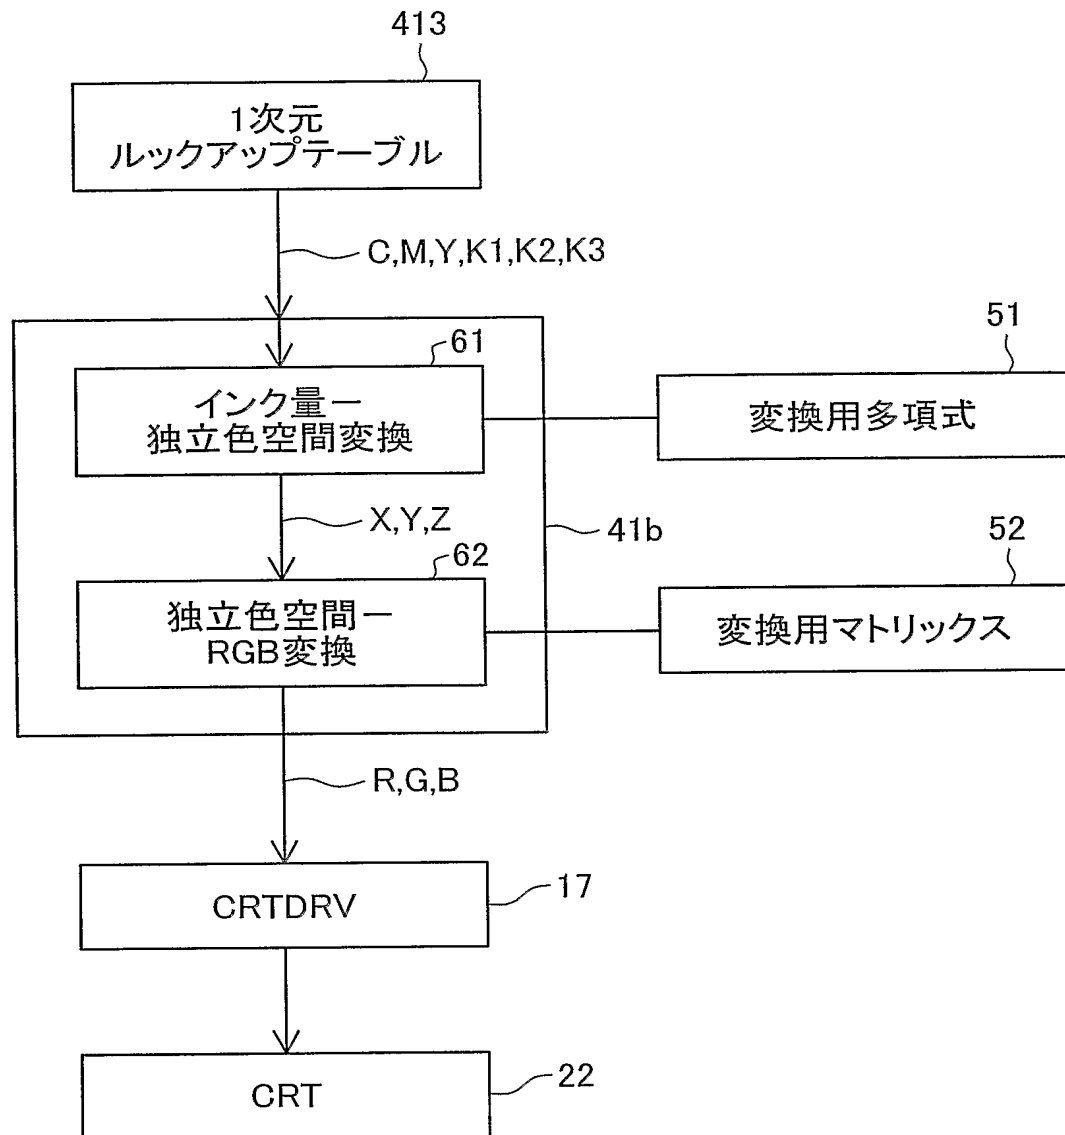 413
1次元
ルックアップテーブル
C,M,Y,K1,K2,K3
61
インク量－
独立色空間変換
51
変換用多項式
X,Y,Z
41b
62
独立色空間－
RGB変換
52
変換用マトリックス
R,G,B
CRTDRV
17
CRT
22